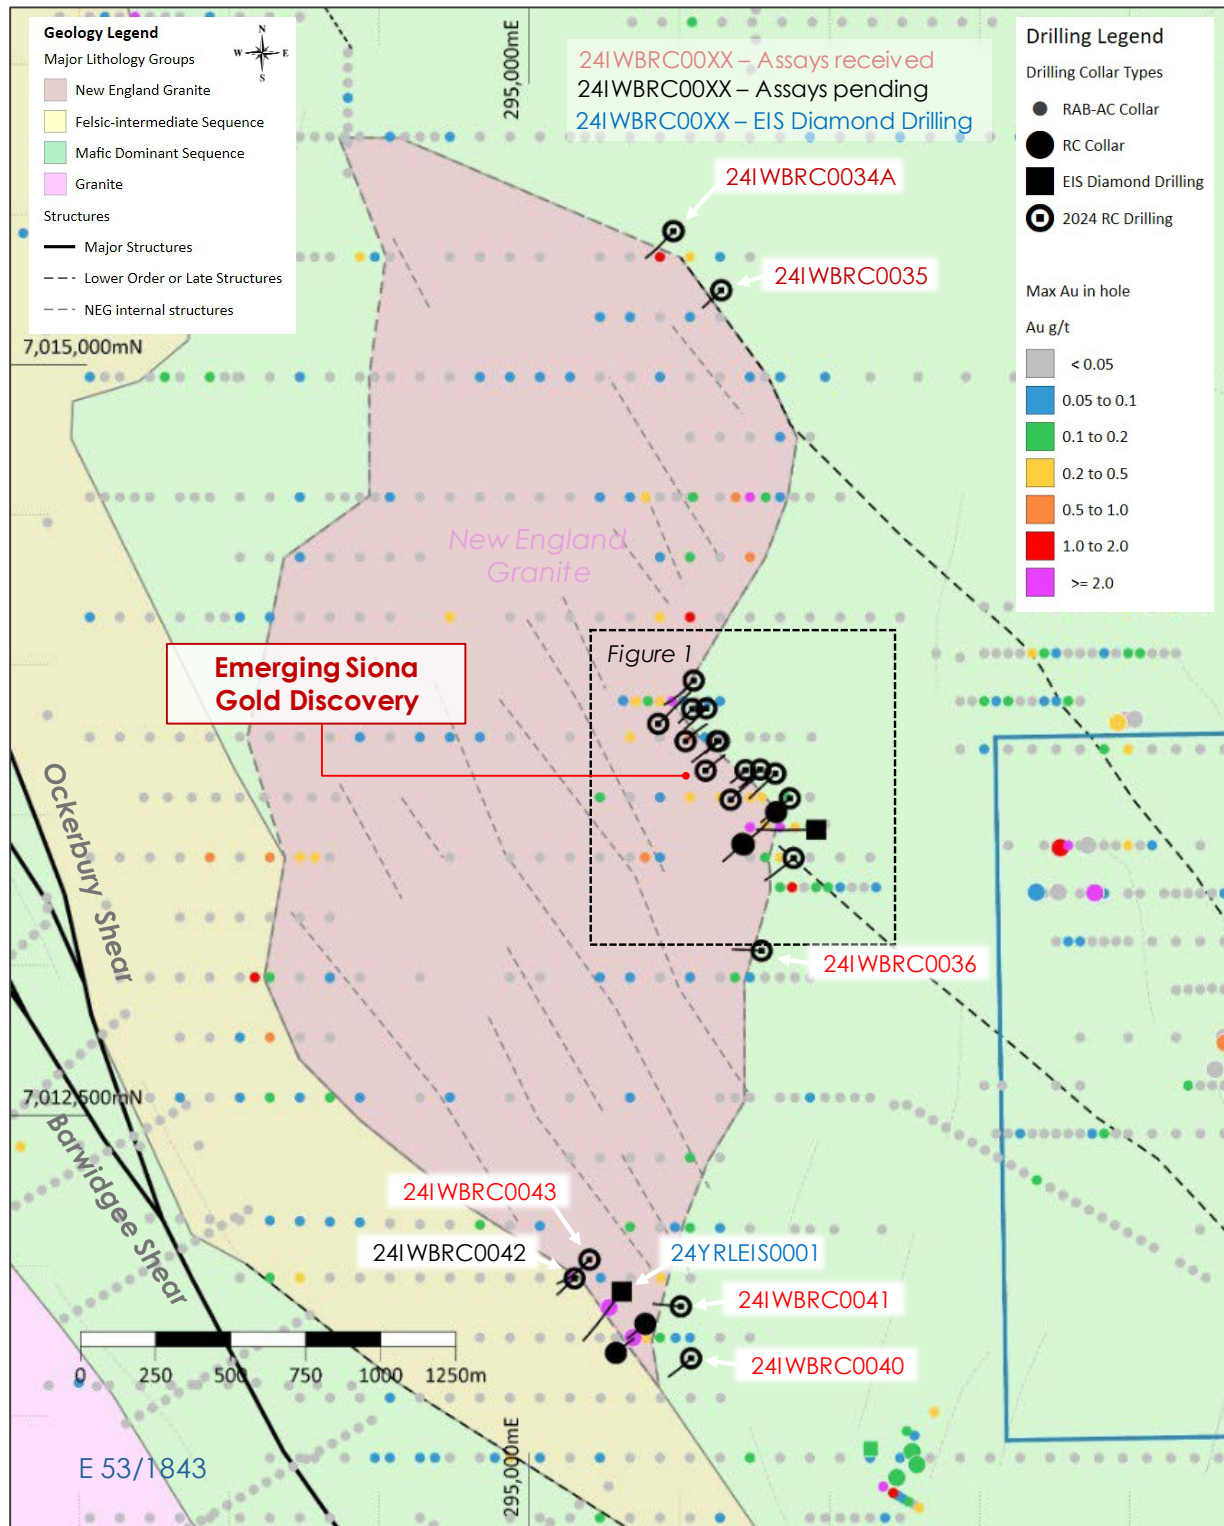 Geology Legend
Major Lithology Groups
New England Granite
Felsic-intermediate Sequence
Mafic Dominant Sequence
Granite
Structures
Major Structures
Lower Order or Late Structures
NEG internal structures
N
W E
S
295,000mE
24IWBRC00XX – Assays received
24IWBRC00XX – Assays pending
24IWBRC00XX – EIS Diamond Drilling
Drilling Legend
Drilling Collar Types
RAB-AC Collar
RC Collar
EIS Diamond Drilling
2024 RC Drilling
Max Au in hole
Au g/t
< 0.05
0.05 to 0.1
0.1 to 0.2
0.2 to 0.5
0.5 to 1.0
1.0 to 2.0
>= 2.0
24IWBRC0034A
24IWBRC0035
7,015,000mN
New England
Granite
Figure 1
Emerging Siona
Gold Discovery
Ockerbury Shear
24IWBRC0036
7,012,500mN
Barwidgee Shear
24IWBRC0043
24IWBRC0042
24YRLEIS0001
24IWBRC0041
24IWBRC0040
0 250 500 750 1000 1250m
295,000mE
E 53/1843